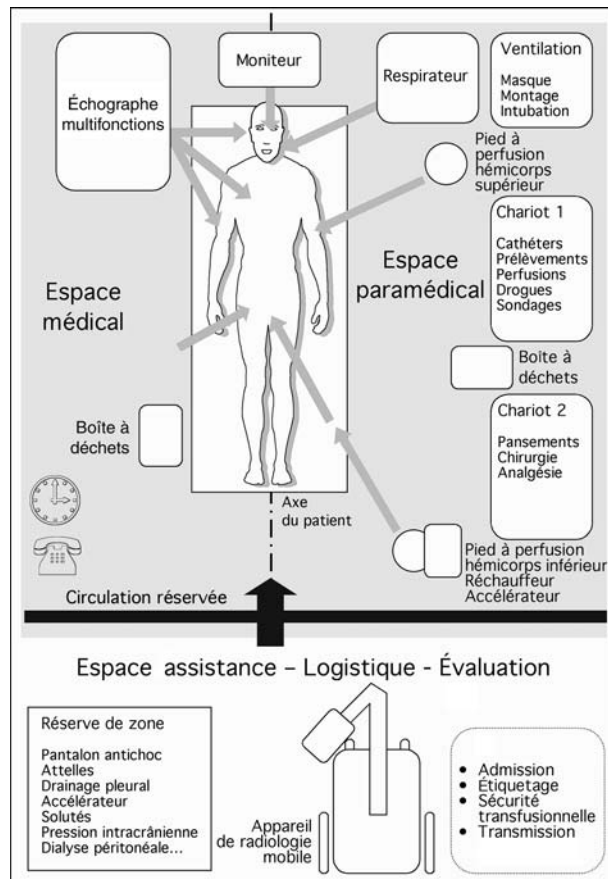 Échographe
multifonctions
Moniteur
Respirateur
Ventilation
Masque
Montage
Intubation
Pied à
perfusion
hémicorps
supérieur
Chariot 1
Cathéters
Prélèvements
Perfusions
Drogues
Sondages
Espace
médical
Espace
paramédical
Boîte à
déchets
Boîte à
déchets
Chariot 2
Pansements
Chirurgie
Analgésie
Axe
du patient
Pied à perfusion
hémicorps inférieur
Réchauffeur
Accélérateur
Circulation réservée
Espace assistance – Logistique - Évaluation
Réserve de zone
Pantalon antichoc
Attelles
Drainage pleural
Accélérateur
Solutés
Pression intracrânienne
Dialyse péritonéale...
Appareil
de radiologie
mobile
• Admission
• Étiquetage
• Sécurité
transfusionnelle
• Transmission